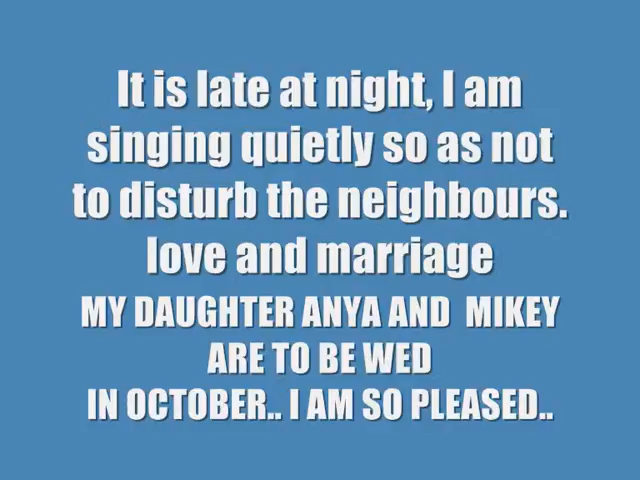 It is late at night, I am
singing quietly so as not
to disturb the neighbours.
love and marriage
MY DAUGHTER ANYA AND  MIKEY
ARE TO BE WED
IN OCTOBER.. I AM SO PLEASED..